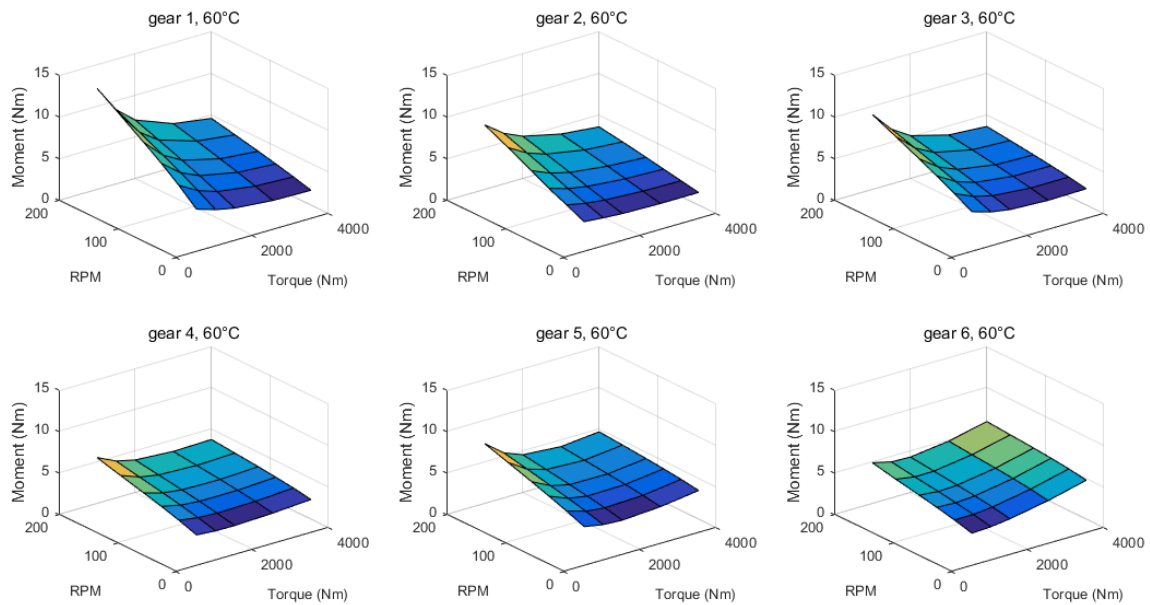 gear 1, 60°C
15
10
5
0
200
100
0
0
2000
4000
Moment (Nm)
RPM
Torque (Nm)
gear 2, 60°C
15
10
5
0
200
100
0
0
2000
4000
Moment (Nm)
RPM
Torque (Nm)
gear 3, 60°C
15
10
5
0
200
100
0
0
2000
4000
Moment (Nm)
RPM
Torque (Nm)
gear 4, 60°C
15
10
5
0
200
100
0
0
2000
4000
Moment (Nm)
RPM
Torque (Nm)
gear 5, 60°C
15
10
5
0
200
100
0
0
2000
4000
Moment (Nm)
RPM
Torque (Nm)
gear 6, 60°C
15
10
5
0
200
100
0
0
2000
4000
Moment (Nm)
RPM
Torque (Nm)